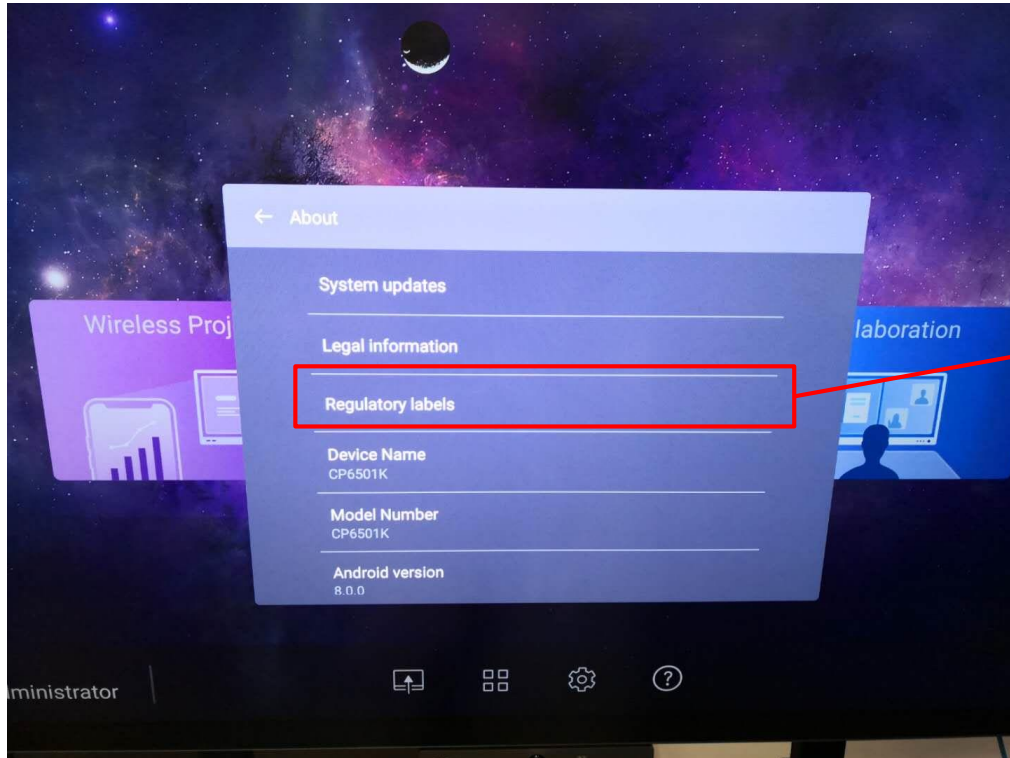 About
System updates
Wireless Proj
laboration
Legal information
Regulatory labels
Device Name
CP6501K
Model Number
CP6501K
Android version
8.0.0
ministrator
?